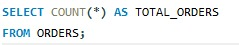 SELECT COUNT(*) AS TOTAL_ORDERS
FROM ORDERS;